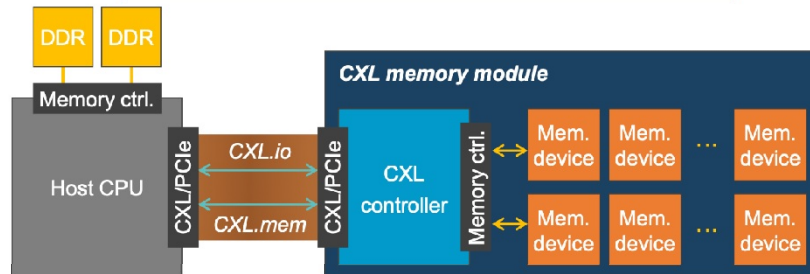 DDR
DDR
Memory ctrl.
Host CPU
CXL/PCIe
CXL.io
CXL.mem
CXL/PCIe
CXL memory module
CXL
controller
Memory ctrl.
Mem.
device
Mem.
device
...
Mem.
device
Mem.
device
Mem.
device
...
Mem.
device